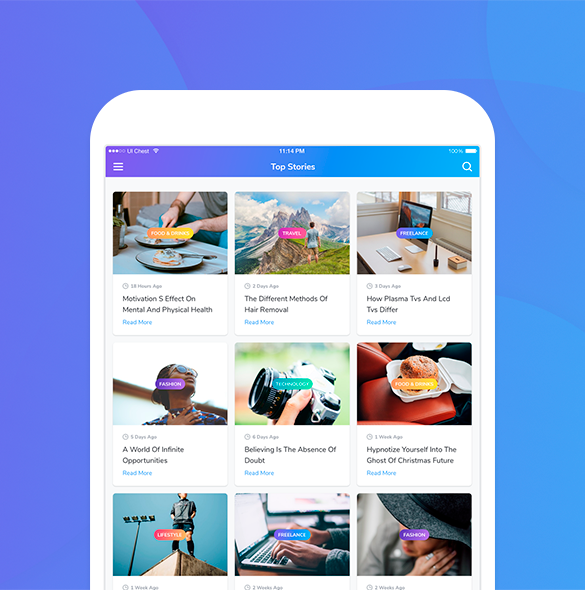 UI Chest
11:14 PM
100%
Top Stories
FOOD & DRINKS
TRAVEL
FREELANCE
18 Hours Ago
2 Days Ago
3 Days Ago
Motivation S Effect On
Mental And Physical Health
Read More
The Different Methods Of
Hair Removal
Read More
How Plasma Tvs And Lcd
Tvs Differ
Read More
FASHION
TECHNOLOGY
FOOD & DRINKS
5 Days Ago
6 Days Ago
1 Week Ago
A World Of Infinite
Opportunities
Read More
Believing Is The Absence Of
Doubt
Read More
Hypnotize Yourself Into The
Ghost Of Christmas Future
Read More
LIFESTYLE
FREELANCE
FASHION
1 Week Ago
2 Weeks Ago
2 Weeks Ago